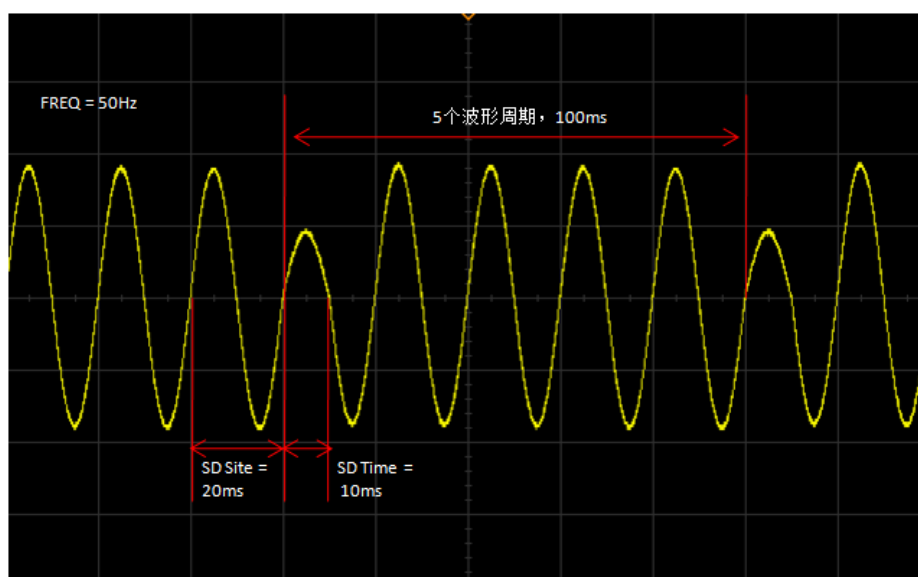 FREQ = 50Hz
5个波形周期，100ms
SD Site =
20ms
SD Time =
10ms